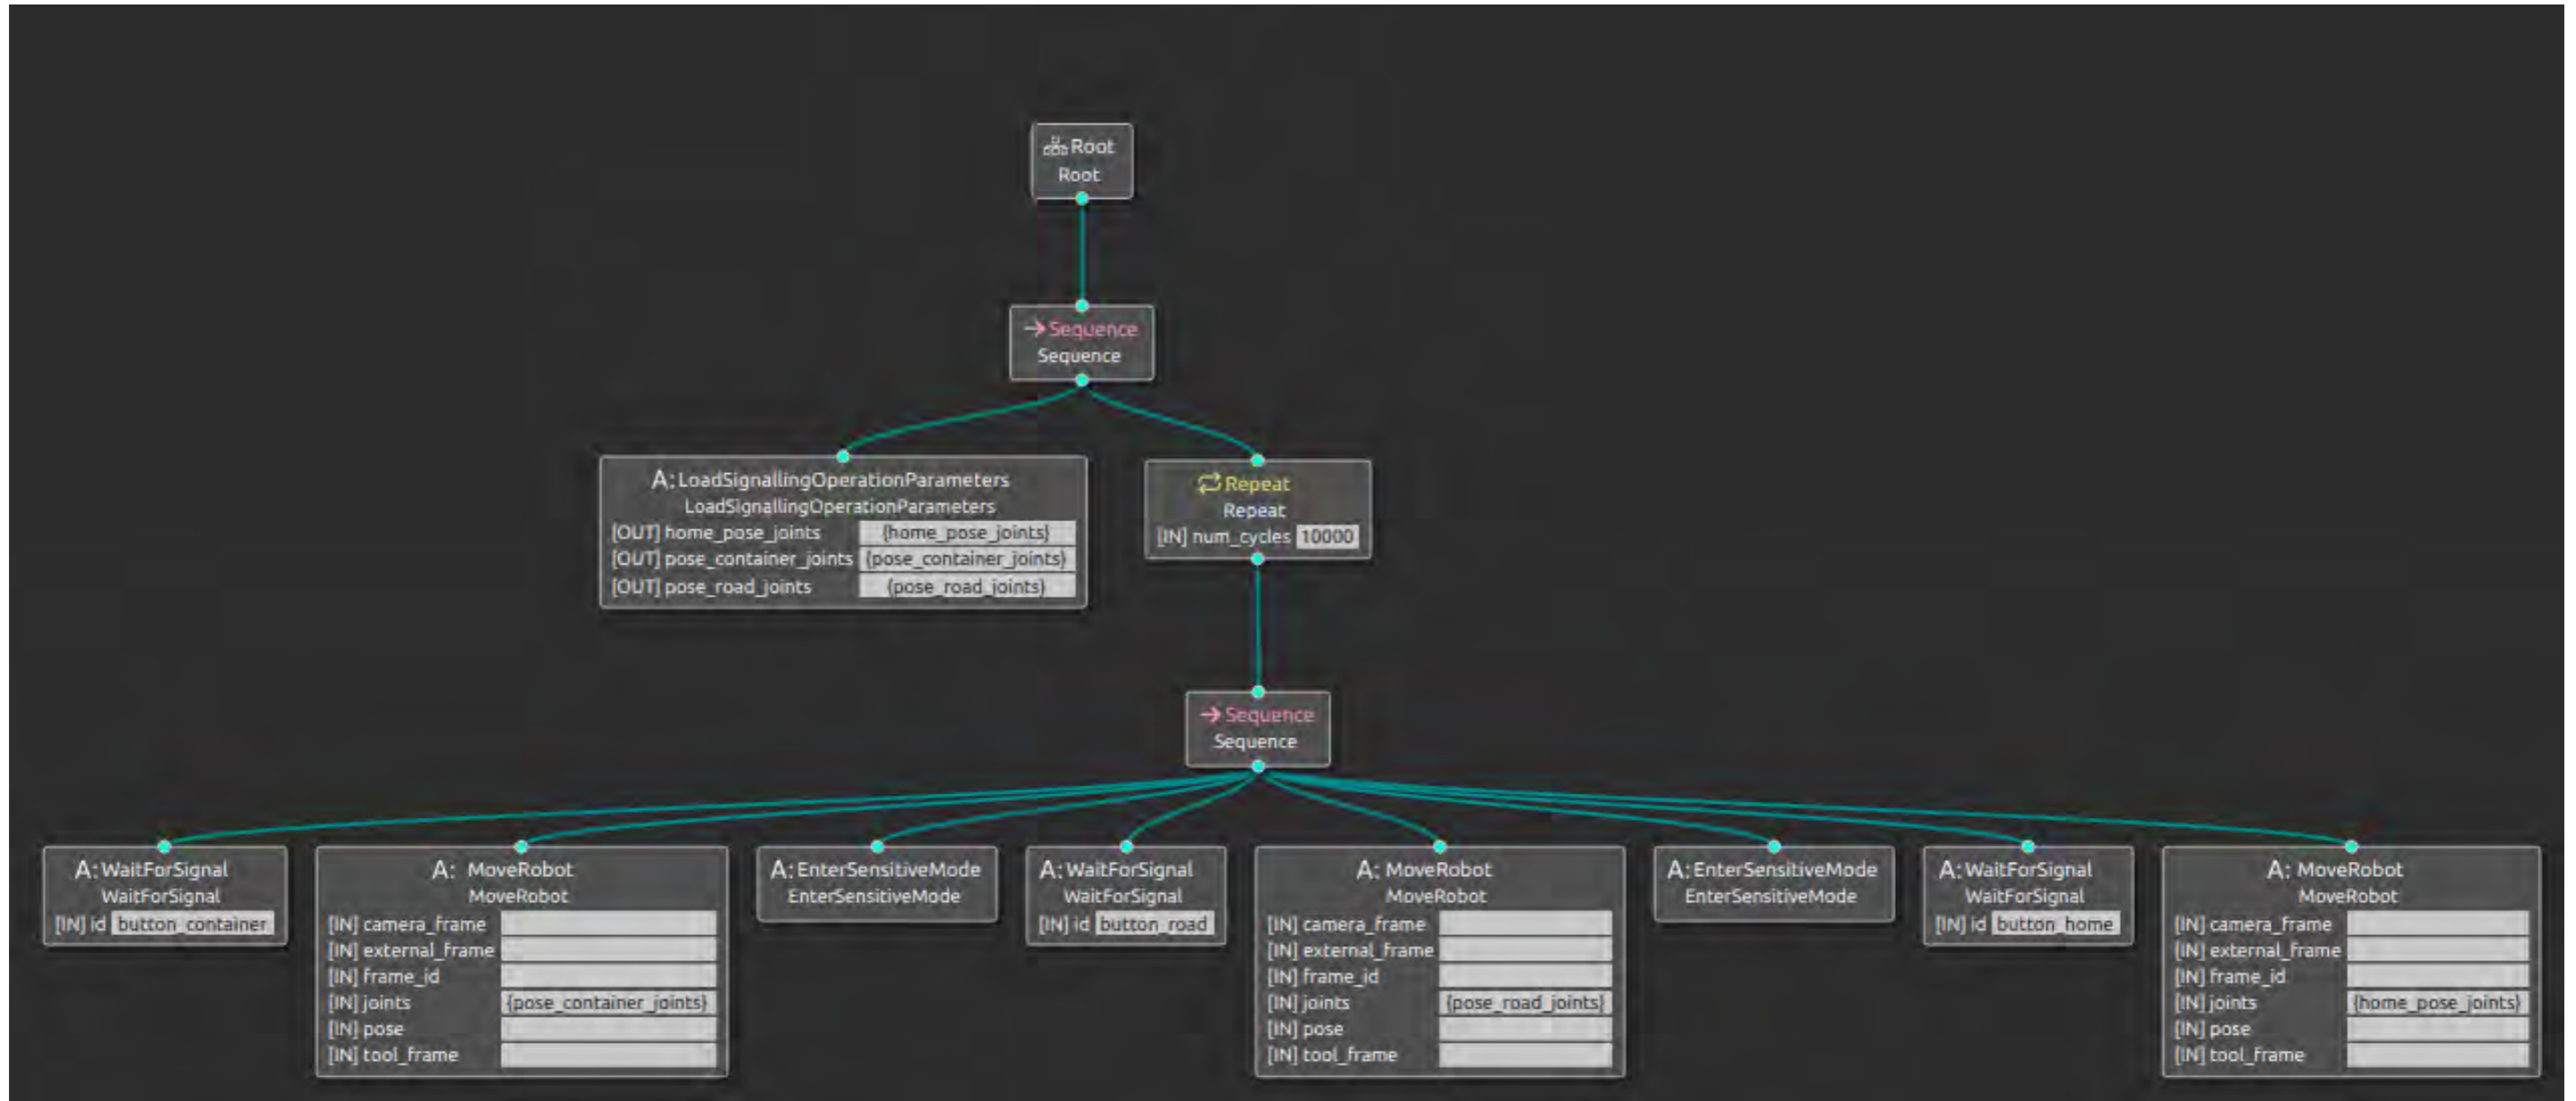 Root
Root
Sequence
Sequence
A:LoadSignallingOperationParameters
LoadSignallingOperationParameters
[OUT] home_pose_joints {home_pose_joints}
[OUT] pose_container_joints {pose_container_joints}
[OUT] pose_road_joints {pose_road_joints}
Repeat
Repeat
[IN] num_cycles 10000
Sequence
Sequence
A:WaitForSignal
WaitForSignal
[IN] id button_container
A: MoveRobot
MoveRobot
[IN] camera_frame
[IN] external_frame
[IN] frame_id
[IN] joints {pose_container_joints}
[IN] pose
[IN] tool_frame
A:EnterSensitiveMode
EnterSensitiveMode
A:WaitForSignal
WaitForSignal
[IN] id button_road
A: MoveRobot
MoveRobot
[IN] camera_frame
[IN] external_frame
[IN] frame_id
[IN] joints {pose_road_joints}
[IN] pose
[IN] tool_frame
A:EnterSensitiveMode
EnterSensitiveMode
A:WaitForSignal
WaitForSignal
[IN] id button_home
A: MoveRobot
MoveRobot
[IN] camera_frame
[IN] external_frame
[IN] frame_id
[IN] joints {home_pose_joints}
[IN] pose
[IN] tool_frame